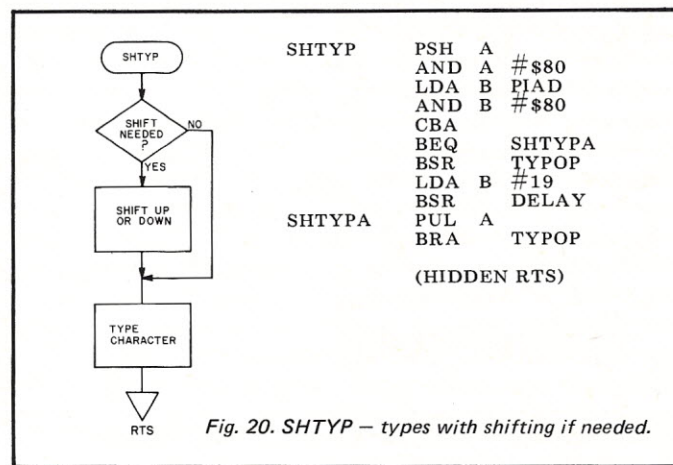 SHTYP
SHIFT
NEEDED
?
NO
YES
SHIFT UP
OR DOWN
TYPE
CHARACTER
RTS
SHTYP PSH A
AND A #$80
LDA B PIAD
AND B #$80
CBA
BEQ SHTYPA
BSR TYPOP
LDA B #19
BSR DELAY
SHTYPA PUL A
BRA TYPOP
(HIDDEN RTS)
Fig. 20. SHTYP — types with shifting if needed.